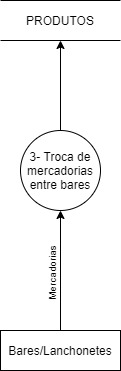 PRODUTOS
3- Troca de
mercadorias
entre bares
Mercadorias
Bares/Lanchonetes